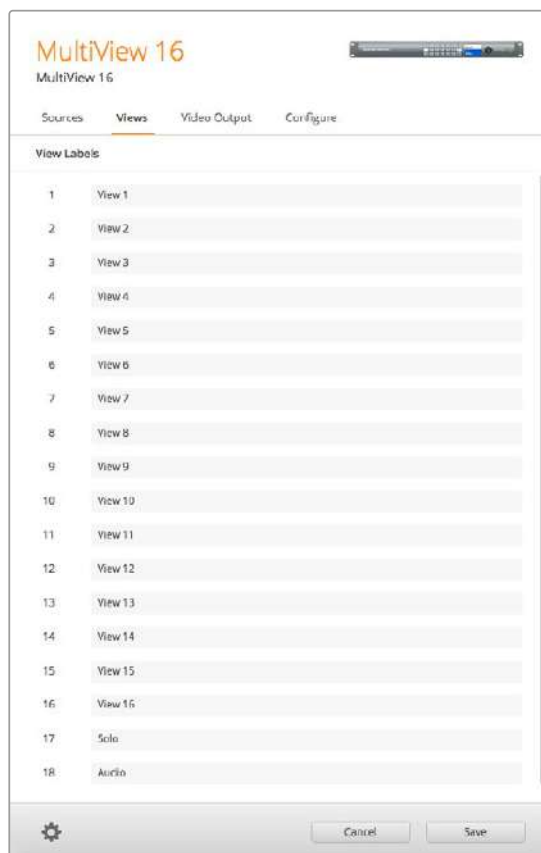 MultiView 16
MultiView 16
Sources Views Video Output Configure
View Labels
1 View 1
2 View 2
3 View 3
4 View 4
5 View 5
6 View 6
7 View 7
8 View 8
9 View 9
10 View 10
11 View 11
12 View 12
13 View 13
14 View 14
15 View 15
16 View 16
17 Solo
18 Audio
Cancel Save